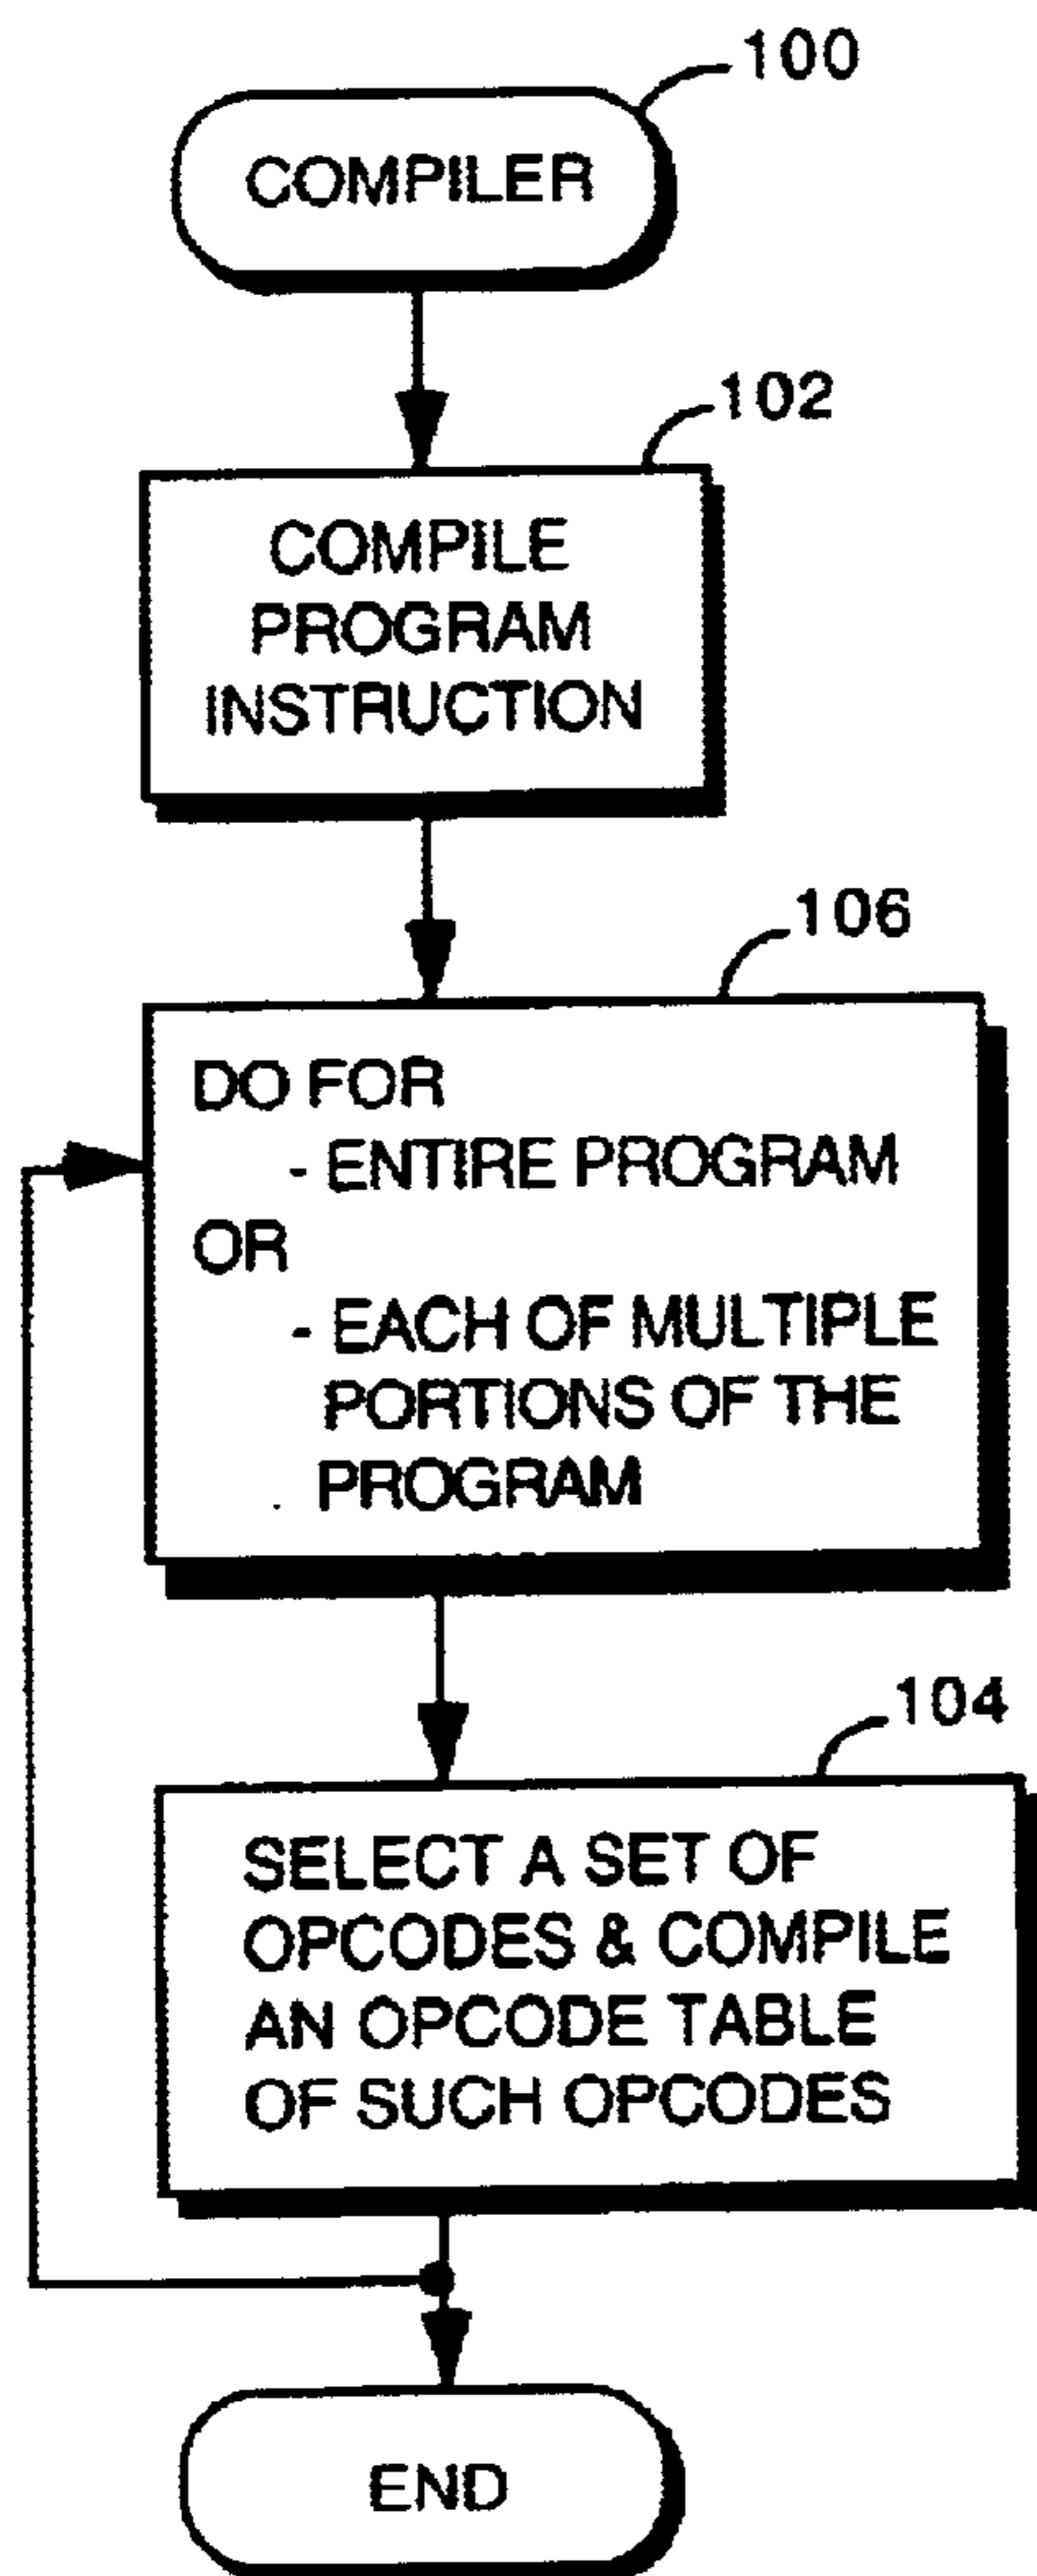 100
COMPILER
102
COMPILE
PROGRAM
INSTRUCTION
106
DO FOR
- ENTIRE PROGRAM
OR
- EACH OF MULTIPLE
PORTIONS OF THE
PROGRAM
104
SELECT A SET OF
OPCODES & COMPILE
AN OPCODE TABLE
OF SUCH OPCODES
END